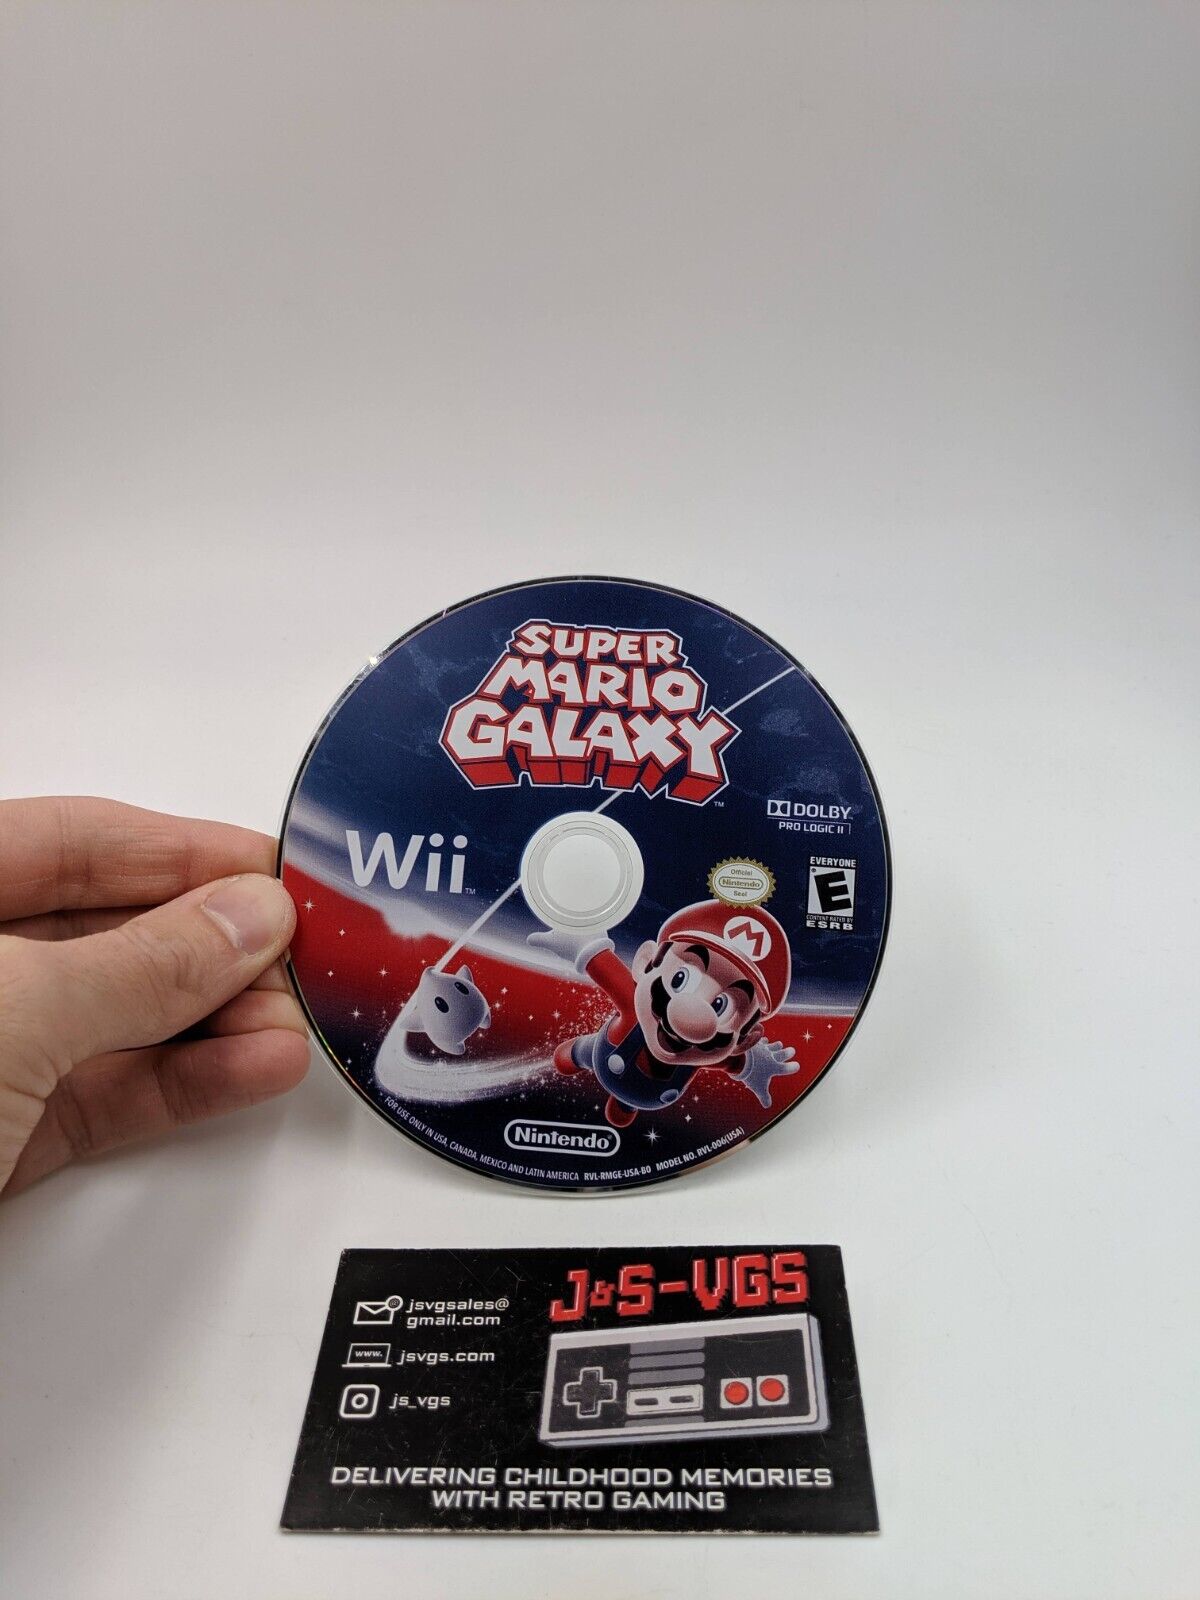 SUPER
MARIO
GALAXY
TM
Wii
TM
DOLBY
PRO LOGIC II
Official
Nintendo
Seal
EVERYONE
E
CONTENT RATED BY
ESRB
M
Nintendo®
FOR USE ONLY IN USA, CANADA, MEXICO AND LATIN AMERICA RVL-RMGE-USA-B0 MODEL NO. RVL-006(USA)
J&S-VGS
jsvgsales@
gmail.com
www. jsvgs.com
js_vgs
DELIVERING CHILDHOOD MEMORIES
WITH RETRO GAMING